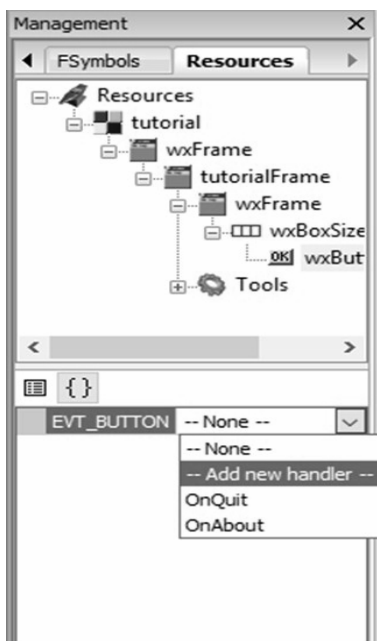 Management
FSymbols Resources
Resources
tutorial
wxFrame
tutorialFrame
wxFrame
wxBoxSize
OK wxBut
Tools
{}
EVT_BUTTON -- None --
-- None --
-- Add new handler --
OnQuit
OnAbout